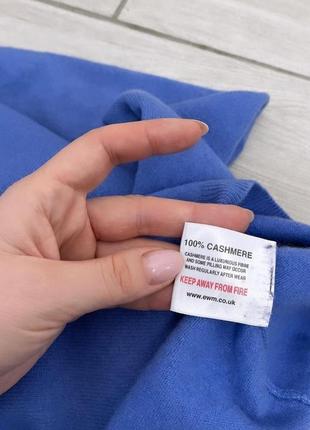 100% CASHMERE
CASHMERE IS A LUXURIOUS FIBRE
AND SOME PILLING MAY OCCUR
WASH REGULARLY AFTER WEAR
KEEP AWAY FROM FIRE
www.ewm.co.uk